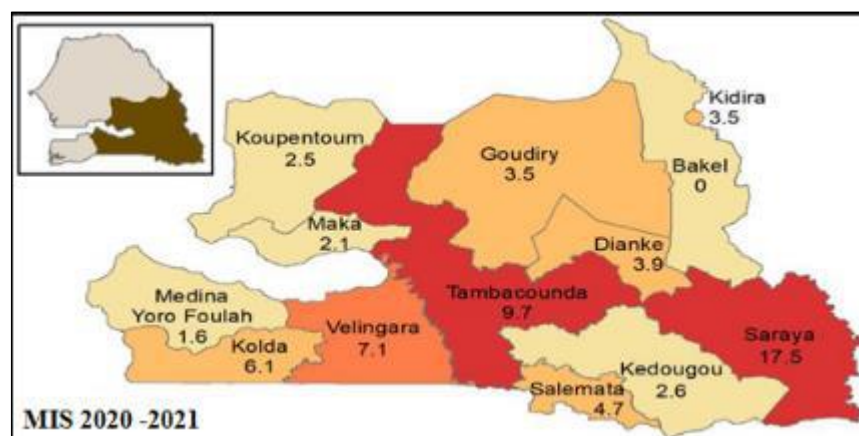 Kidira
3.5
Koupentoum
2.5
Goudiry
3.5
Bakel
0
Maka
2.1
Dianke
3.9
Medina
Yoro Foulah
1.6
Tambacounda
9.7
Velingara
7.1
Saraya
17.5
Kolda
6.1
Kedougou
2.6
Salemata
4.7
MIS 2020 -2021